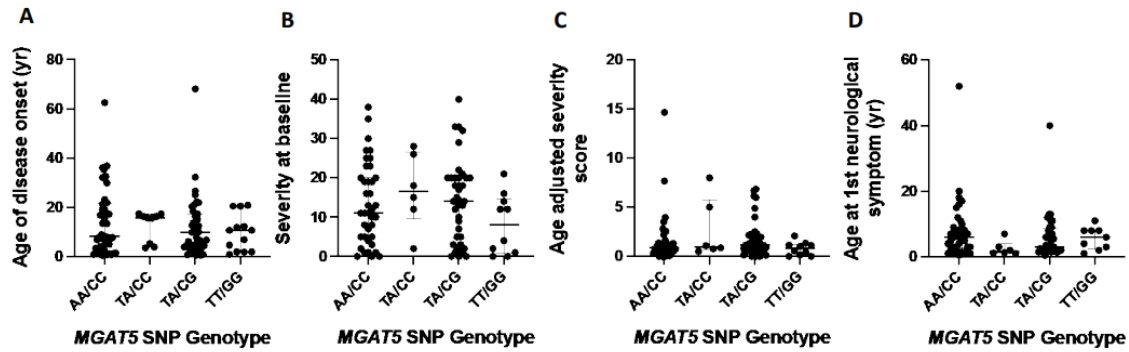 A
Age of disease onset (yr)
80
60
40
20
0
AA/CC
TA/CC
TA/CG
TT/GG
MGAT5 SNP Genotype
B
Severity at baseline
50
40
30
20
10
0
AA/CC
TA/CC
TA/CG
TT/GG
MGAT5 SNP Genotype
C
Age adjusted severity
score
20
15
10
5
0
AA/CC
TA/CC
TA/CG
TT/GG
MGAT5 SNP Genotype
D
Age at 1st neurological
symptom (yr)
60
40
20
0
AA/CC
TA/CC
TA/CG
TT/GG
MGAT5 SNP Genotype